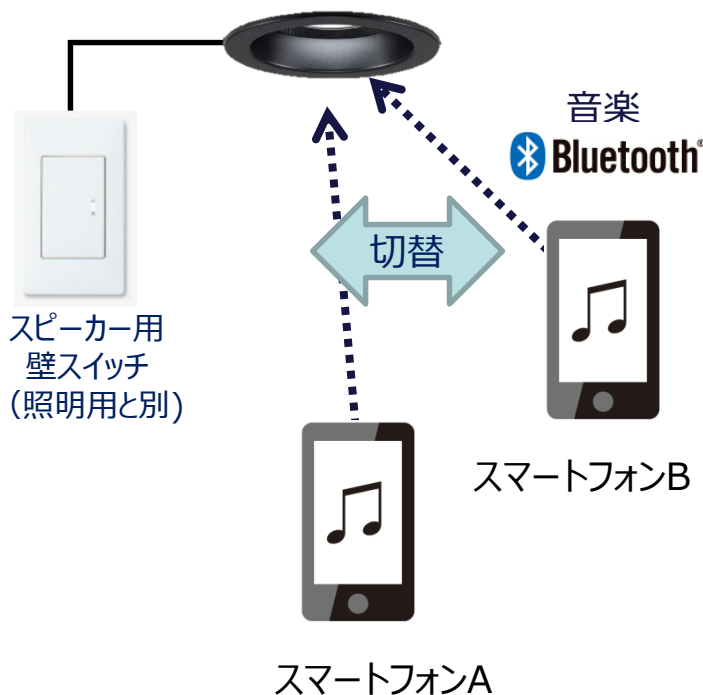 音楽
Bluetooth®
切替
スピーカー用
壁スイッチ
(照明用と別)
スマートフォンB
スマートフォンA